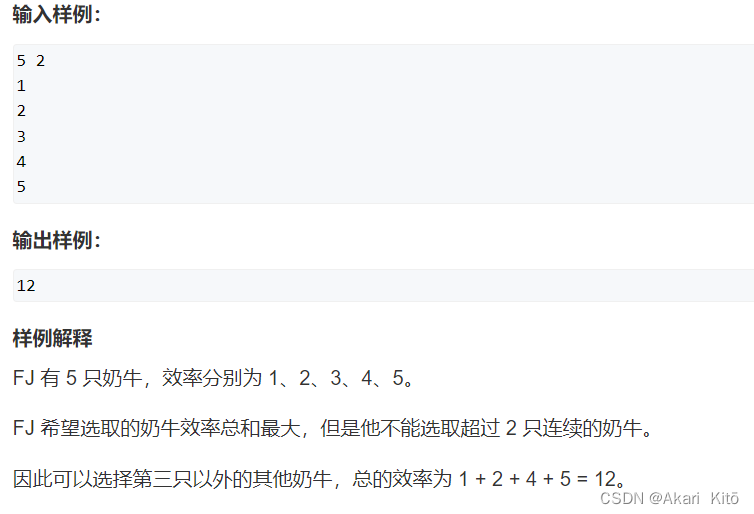 输入样例：
5 2
1
2
3
4
5
输出样例：
12
样例解释
FJ 有 5 只奶牛，效率分别为 1、2、3、4、5。
FJ 希望选取的奶牛效率总和最大，但是他不能选取超过 2 只连续的奶牛。
因此可以选择第三只以外的其他奶牛，总的效率为 1 + 2 + 4 + 5 = 12。
CSDN @Akari Kitō